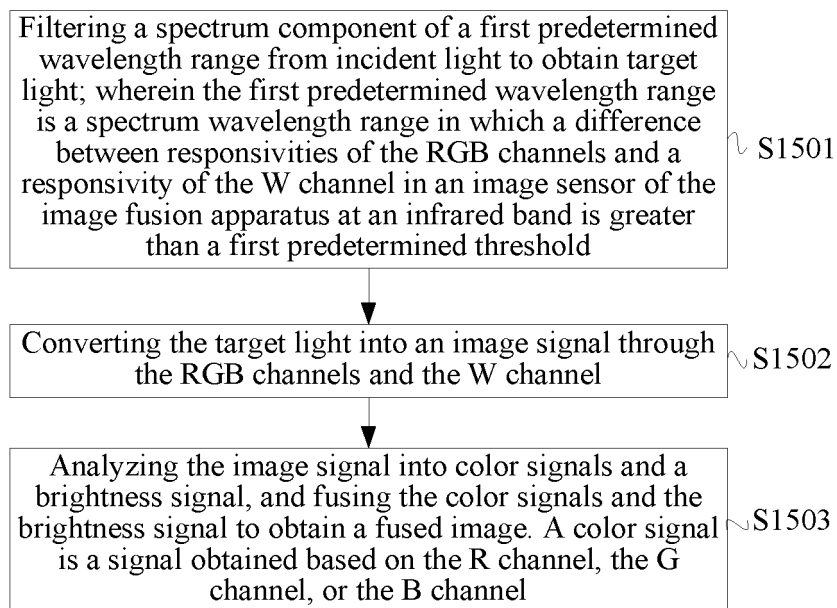 Filtering a spectrum component of a first predetermined
wavelength range from incident light to obtain target
light; wherein the first predetermined wavelength range
is a spectrum wavelength range in which a difference
between responsivities of the RGB channels and a
responsivity of the W channel in an image sensor of the
image fusion apparatus at an infrared band is greater
than a first predetermined threshold
S1501
Converting the target light into an image signal through
the RGB channels and the W channel
S1502
Analyzing the image signal into color signals and a
brightness signal, and fusing the color signals and the
brightness signal to obtain a fused image. A color signal
is a signal obtained based on the R channel, the G
channel, or the B channel
S1503